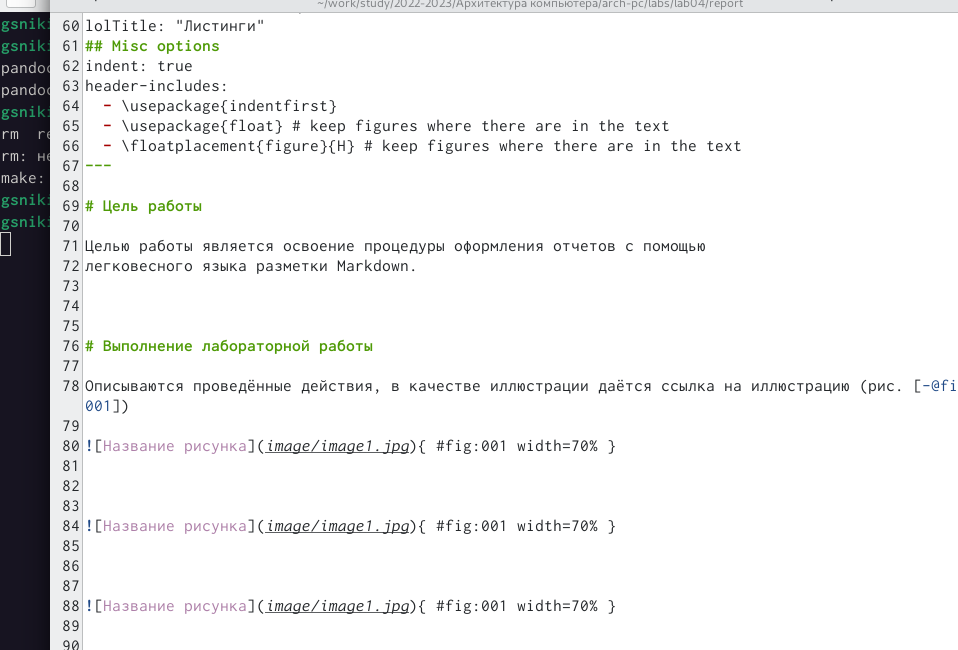 ~/work/study/2022-2023/Архитектура компьютера/arch-pc/labs/lab04/report
gsnik
gsnik
pando
pando
gsnik
rm re
rm: не
make:
gsnik
gsnik
60 lolTitle: "Листинги"
61 ## Misc options
62 indent: true
63 header-includes:
64   - \usepackage{indentfirst}
65   - \usepackage{float} # keep figures where there are in the text
66   - \floatplacement{figure}{H} # keep figures where there are in the text
67 ---
68
69 # Цель работы
70
71 Целью работы является освоение процедуры оформления отчетов с помощью
72 легковесного языка разметки Markdown.
73
74
75
76 # Выполнение лабораторной работы
77
78 Описываются проведённые действия, в качестве иллюстрации даётся ссылка на иллюстрацию (рис. [-@fi
001])
79
80 ![Название рисунка](image/image1.jpg){ #fig:001 width=70% }
81
82
83
84 ![Название рисунка](image/image1.jpg){ #fig:001 width=70% }
85
86
87
88 ![Название рисунка](image/image1.jpg){ #fig:001 width=70% }
89
90